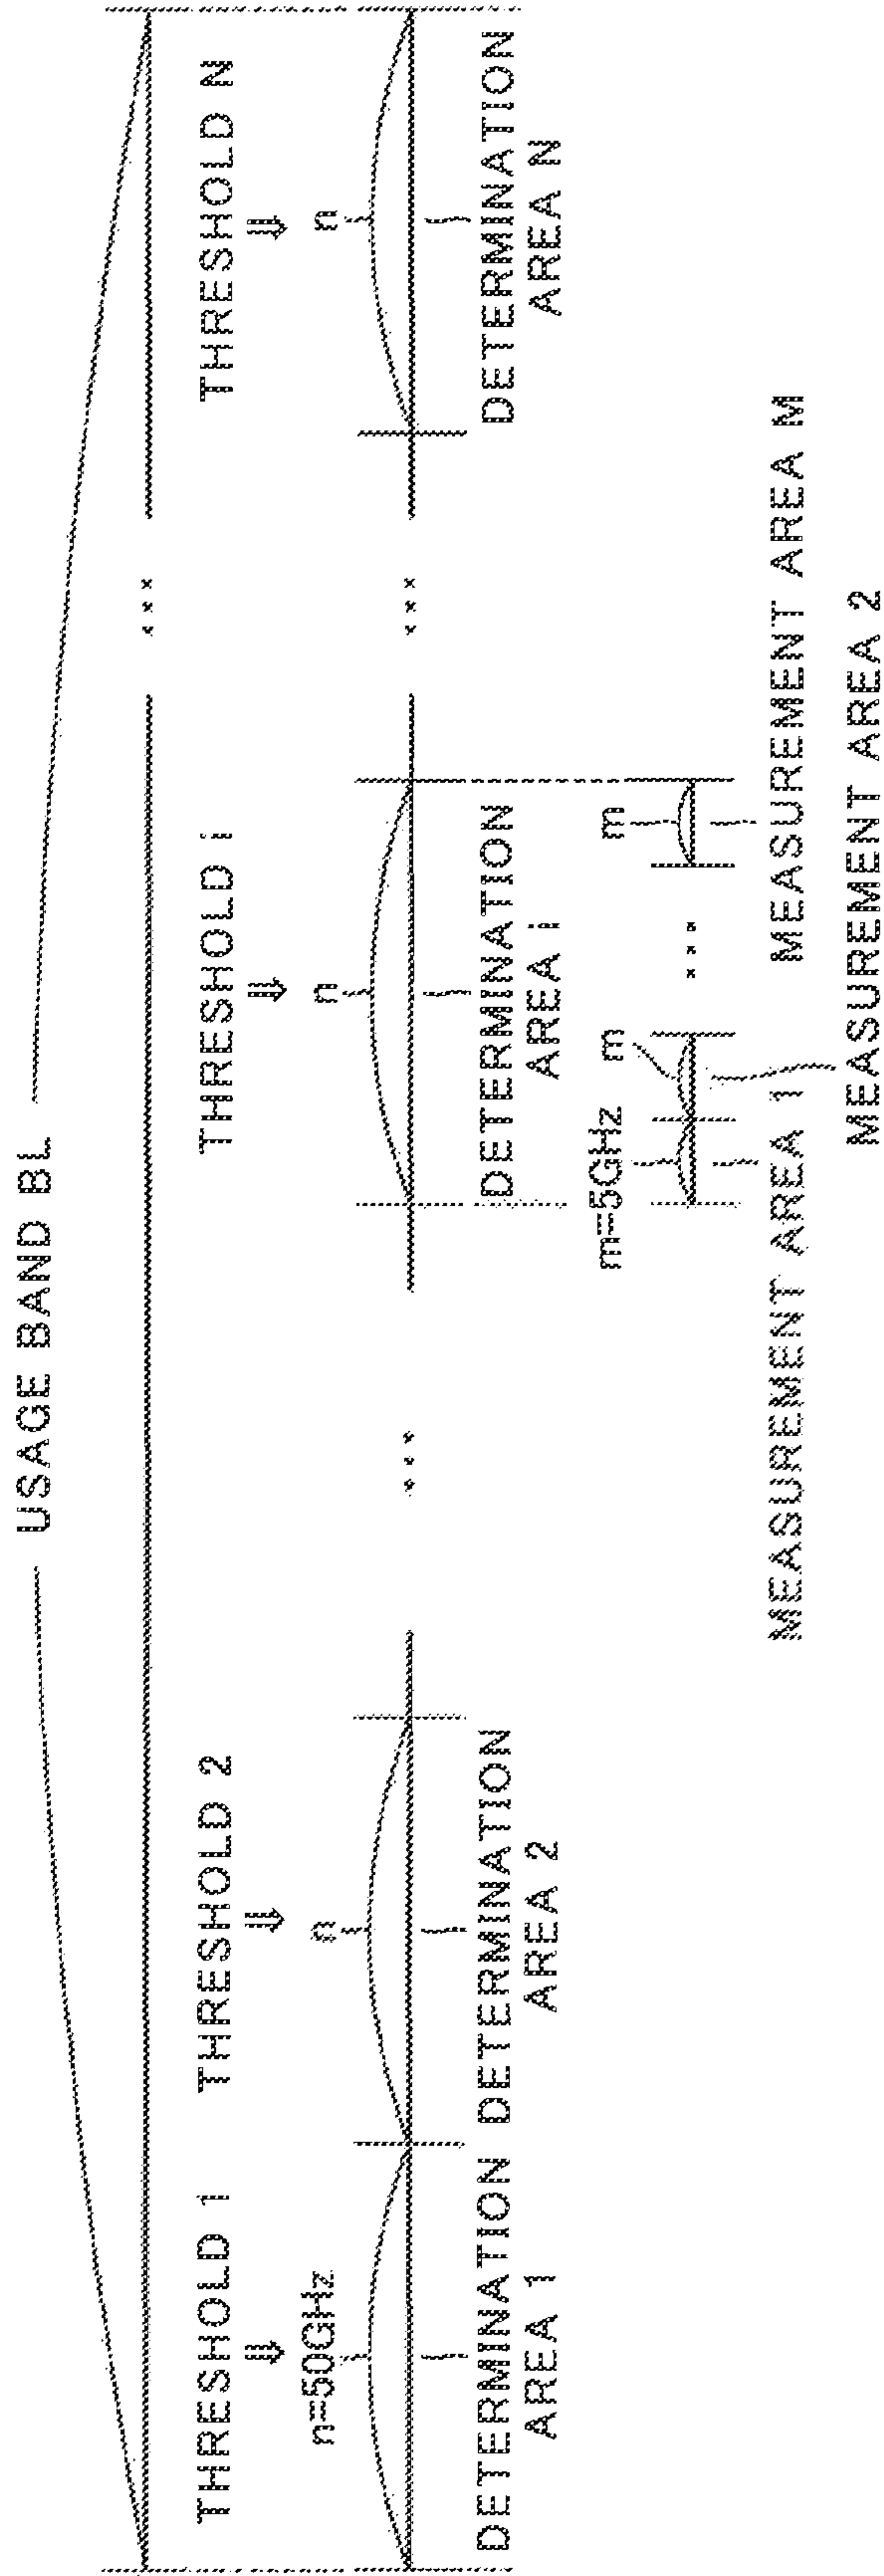 USAGE BAND BL
THRESHOLD 1
THRESHOLD 2
THRESHOLD i
THRESHOLD N
n=50GHz
n
n
n
DETERMINATION
AREA 1
DETERMINATION
AREA 2
DETERMINATION
AREA i
DETERMINATION
AREA N
m=5GHz
m
m
MEASUREMENT AREA 1
MEASUREMENT AREA M
MEASUREMENT AREA 2